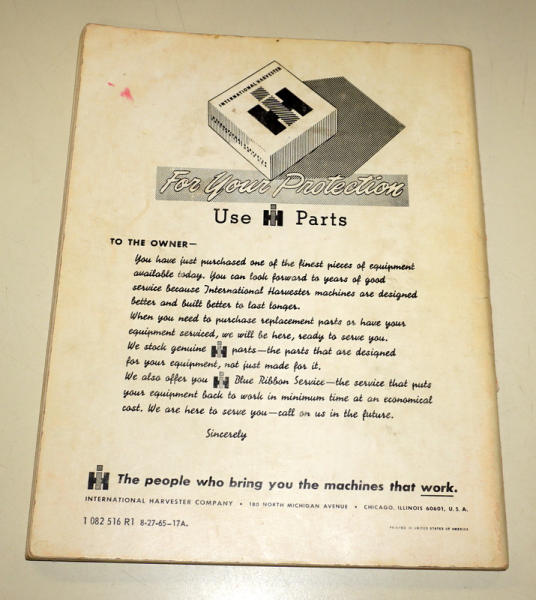 INTERNATIONAL HARVESTER
IH
INTERNATIONAL HARVESTER
For Your Protection
Use IH Parts
TO THE OWNER—
You have just purchased one of the finest pieces of equipment
available today. You can look forward to years of good
service because International Harvester machines are designed
better and built better to last longer.
When you need to purchase replacement parts or have your
equipment serviced, we will be here, ready to serve you.
We stock genuine IH parts—the parts that are designed
for your equipment, not just made for it.
We also offer you IH Blue Ribbon Service—the service that puts
your equipment back to work in minimum time at an economical
cost. We are here to serve you—call on us in the future.
Sincerely
IH The people who bring you the machines that work.
INTERNATIONAL HARVESTER COMPANY • 180 NORTH MICHIGAN AVENUE • CHICAGO, ILLINOIS 60601, U.S.A.
1 082 516 R1 8-27-65-17A.
PRINTED IN UNITED STATES OF AMERICA